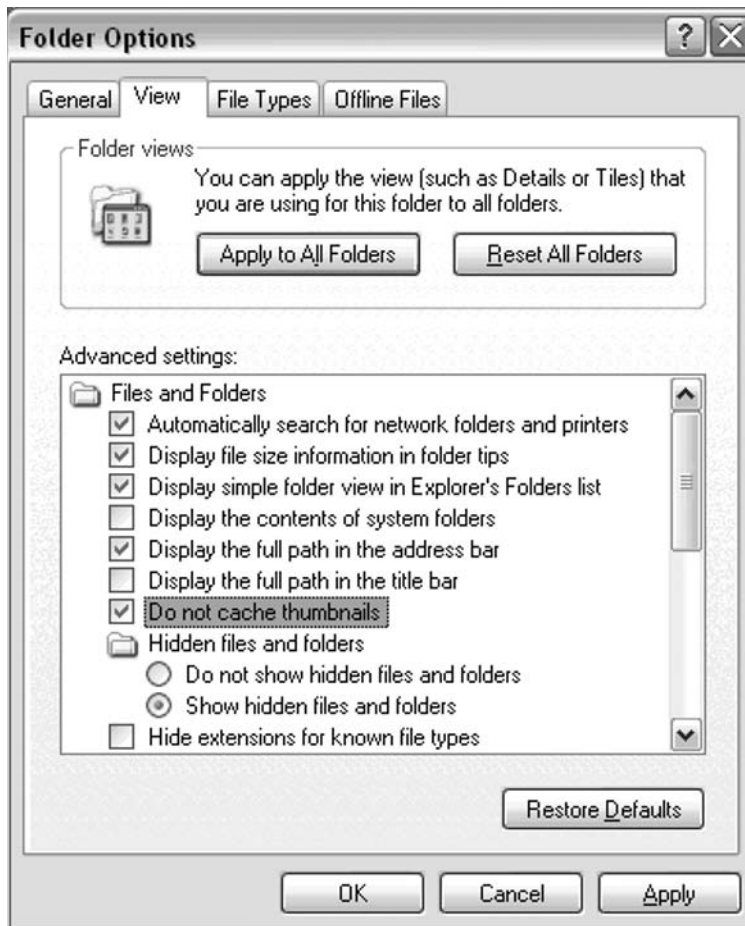 Folder Options
General View File Types Offline Files
Folder views
You can apply the view (such as Details or Tiles) that
you are using for this folder to all folders.
Apply to All Folders Reset All Folders
Advanced settings:
Files and Folders
Automatically search for network folders and printers
Display file size information in folder tips
Display simple folder view in Explorer's Folders list
Display the contents of system folders
Display the full path in the address bar
Display the full path in the title bar
Do not cache thumbnails
Hidden files and folders
Do not show hidden files and folders
Show hidden files and folders
Hide extensions for known file types
Restore Defaults
OK Cancel Apply